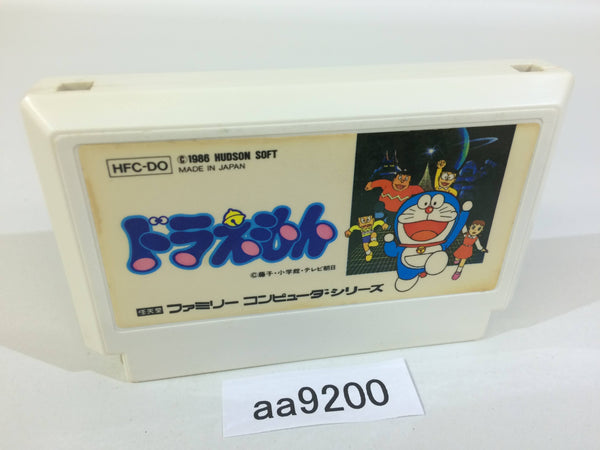 HFC-DO
©1986 HUDSON SOFT
MADE IN JAPAN
ドラえもん
©藤子・小学館・テレビ朝日
任天堂 ファミリー コンピュータ・シリーズ
aa9200